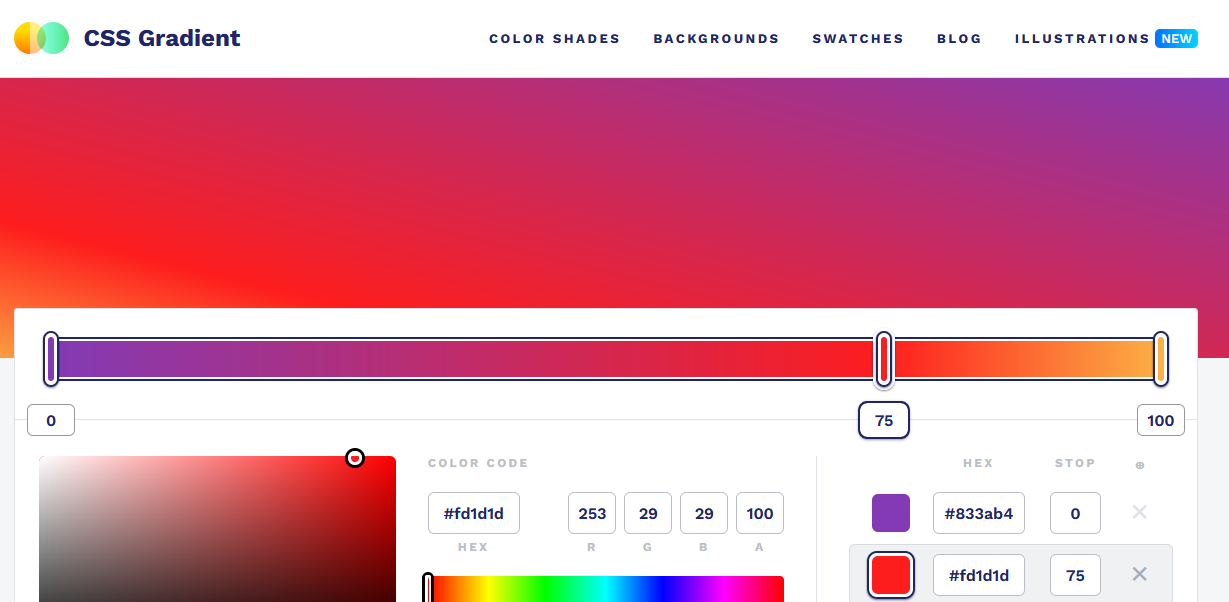 CSS Gradient
COLOR SHADES BACKGROUNDS SWATCHES BLOG ILLUSTRATIONS NEW
0 75 100
COLOR CODE HEX STOP
#fd1d1d 253 29 29 100 #833ab4 0
HEX R G B A
#fd1d1d 75